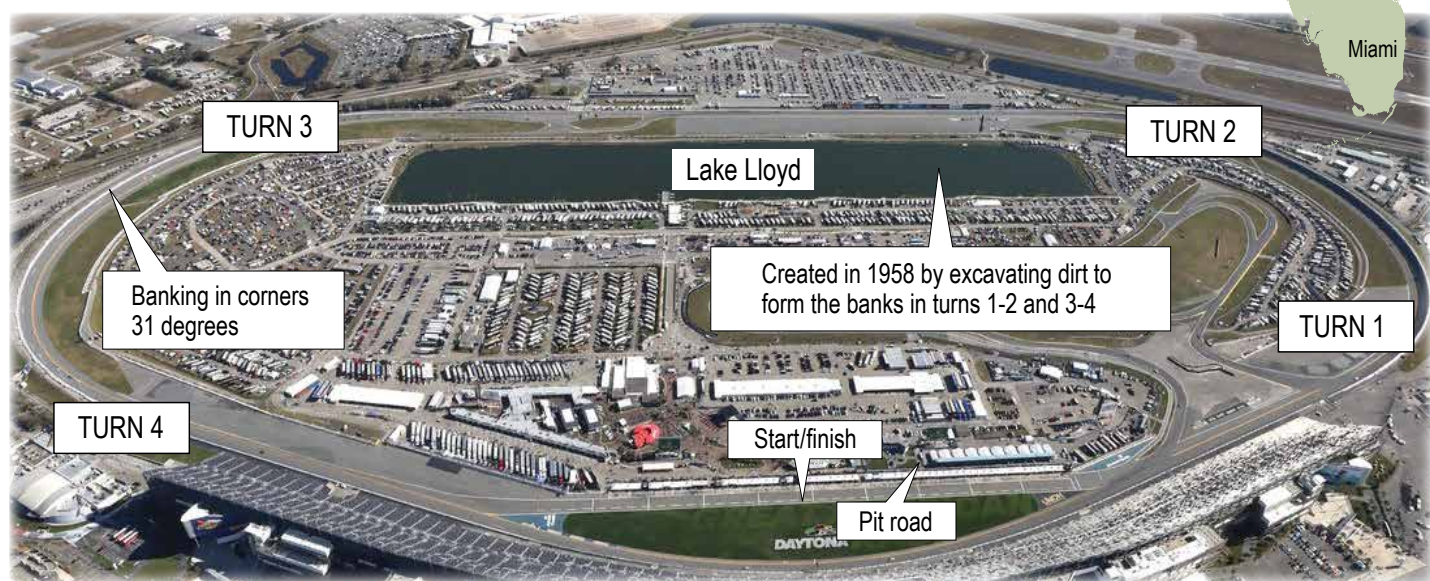 Miami
TURN 3
TURN 2
Lake Lloyd
Banking in corners
31 degrees
Created in 1958 by excavating dirt to
form the banks in turns 1-2 and 3-4
TURN 1
TURN 4
Start/finish
Pit road
DAYTONA